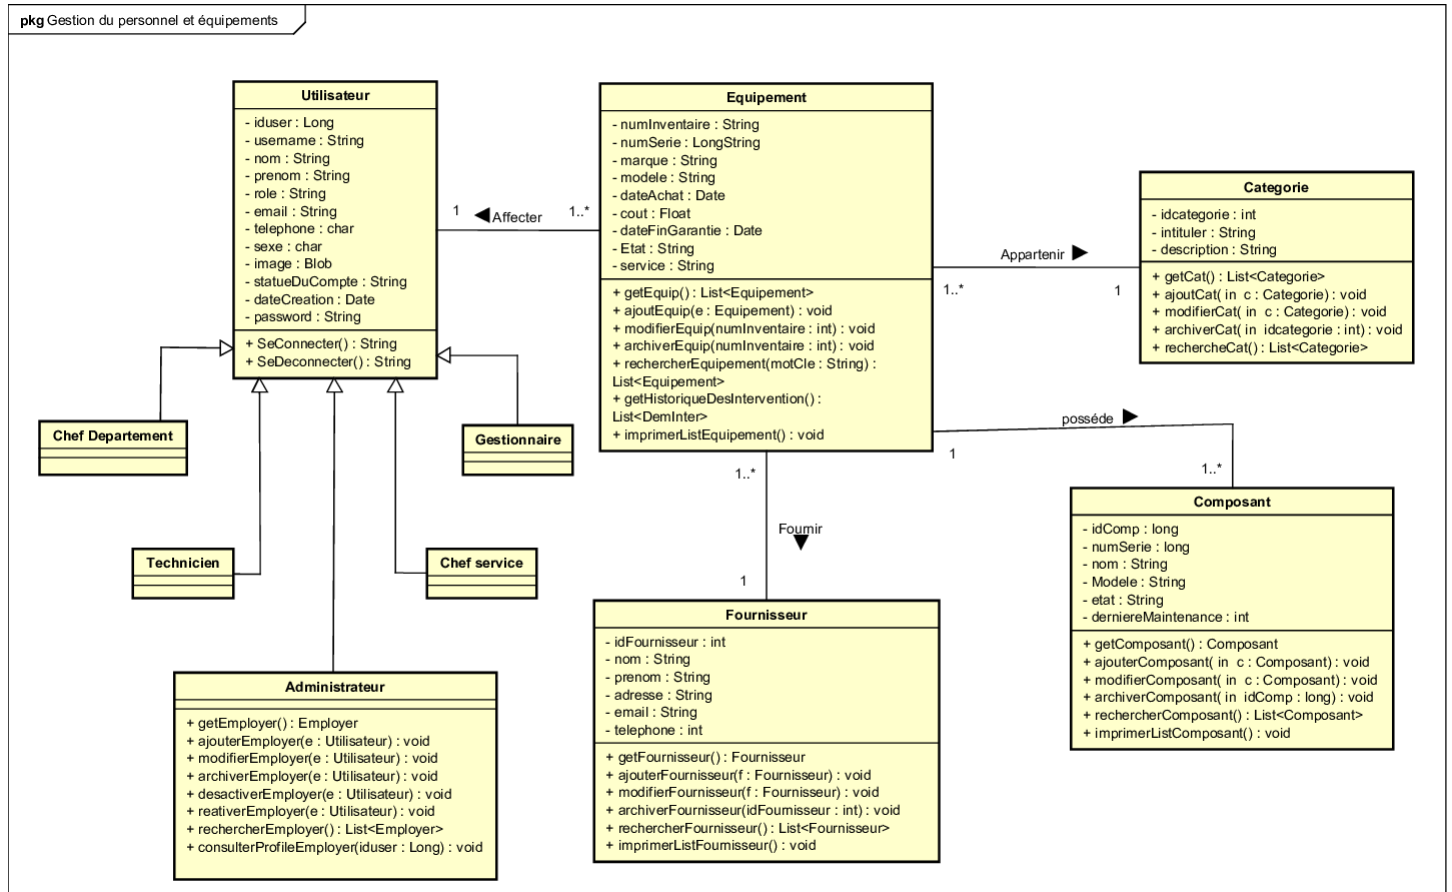 pkg Gestion du personnel et équipements
Utilisateur
- iduser : Long
- username : String
- nom : String
- prenom : String
- role : String
- email : String
- telephone : char
- sexe : char
- image : Blob
- statueDuCompte : String
- dateCreation : Date
- password : String
+ SeConnecter() : String
+ SeDeconnecter() : String
1
Affecter
1..*
Equipement
- numInventaire : String
- numSerie : LongString
- marque : String
- modele : String
- dateAchat : Date
- cout : Float
- dateFinGarantie : Date
- Etat : String
- service : String
+ getEquip() : List<Equipement>
+ ajoutEquip(e : Equipement) : void
+ modifierEquip(numInventaire : int) : void
+ archiverEquip(numInventaire : int) : void
+ rechercherEquipement(motCle : String) :
List<Equipement>
+ getHistoriqueDesIntervention() :
List<DemInter>
+ imprimerListEquipement() : void
Appartenir
1..*
1
Categorie
- idcategorie : int
- intituler : String
- description : String
+ getCat() : List<Categorie>
+ ajoutCat( in c : Categorie) : void
+ modifierCat( in c : Categorie) : void
+ archiverCat( in idcategorie : int) : void
+ rechercheCat() : List<Categorie>
Chef Departement
Gestionnaire
Technicien
Chef service
posséde
1
1..*
1..*
Fournir
1
Composant
- idComp : long
- numSerie : long
- nom : String
- Modele : String
- etat : String
- derniereMaintenance : int
+ getComposant() : Composant
+ ajouterComposant( in c : Composant) : void
+ modifierComposant( in c : Composant) : void
+ archiverComposant( in idComp : long) : void
+ rechercherComposant() : List<Composant>
+ imprimerListComposant() : void
Fournisseur
- idFournisseur : int
- nom : String
- prenom : String
- adresse : String
- email : String
- telephone : int
+ getFournisseur() : Fournisseur
+ ajouterFournisseur(f : Fournisseur) : void
+ modifierFournisseur(f : Fournisseur) : void
+ archiverFournisseur(idFournisseur : int) : void
+ rechercherFournisseur() : List<Fournisseur>
+ imprimerListFournisseur() : void
Administrateur
+ getEmployer() : Employer
+ ajouterEmployer(e : Utilisateur) : void
+ modifierEmployer(e : Utilisateur) : void
+ archiverEmployer(e : Utilisateur) : void
+ desactiverEmployer(e : Utilisateur) : void
+ reativerEmployer(e : Utilisateur) : void
+ rechercherEmployer() : List<Employer>
+ consulterProfileEmployer(iduser : Long) : void